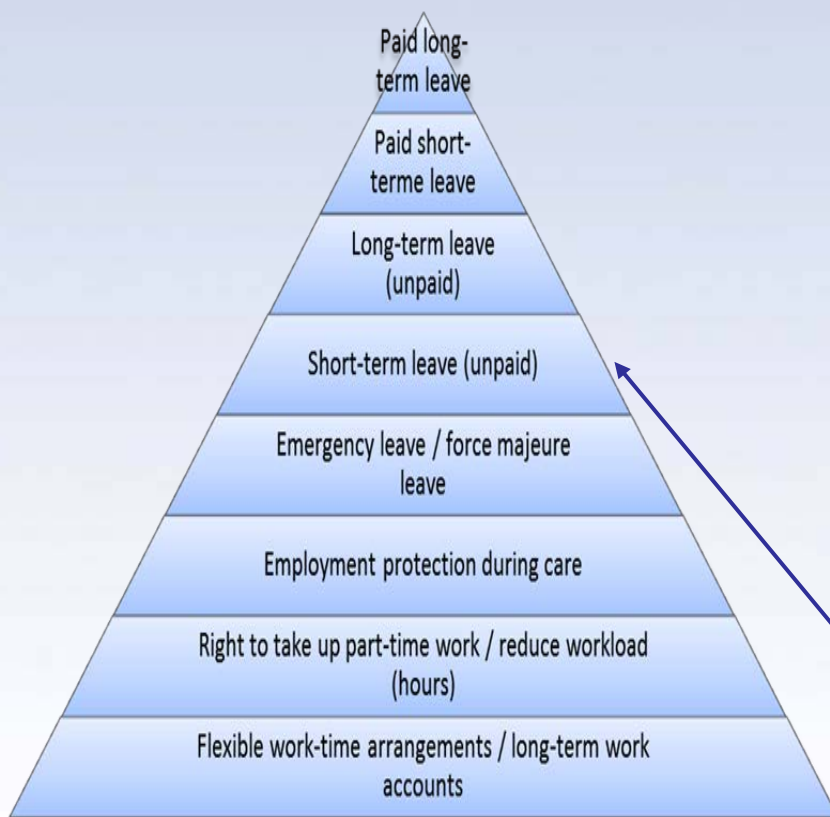 Paid long-
term leave
Paid short-
terme leave
Long-term leave
(unpaid)
Short-term leave (unpaid)
Emergency leave / force majeure
leave
Employment protection during care
Right to take up part-time work / reduce workload
(hours)
Flexible work-time arrangements / long-term work
accounts